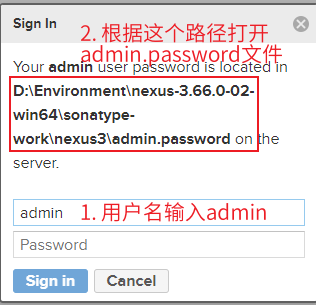 Sign In
2. 根据这个路径打开
admin.password文件
Your admin user password is located in
D:\Environment\nexus-3.66.0-02-
win64\sonatype-
work\nexus3\admin.password on the
server.
admin
1. 用户名输入admin
Password
Sign in
Cancel